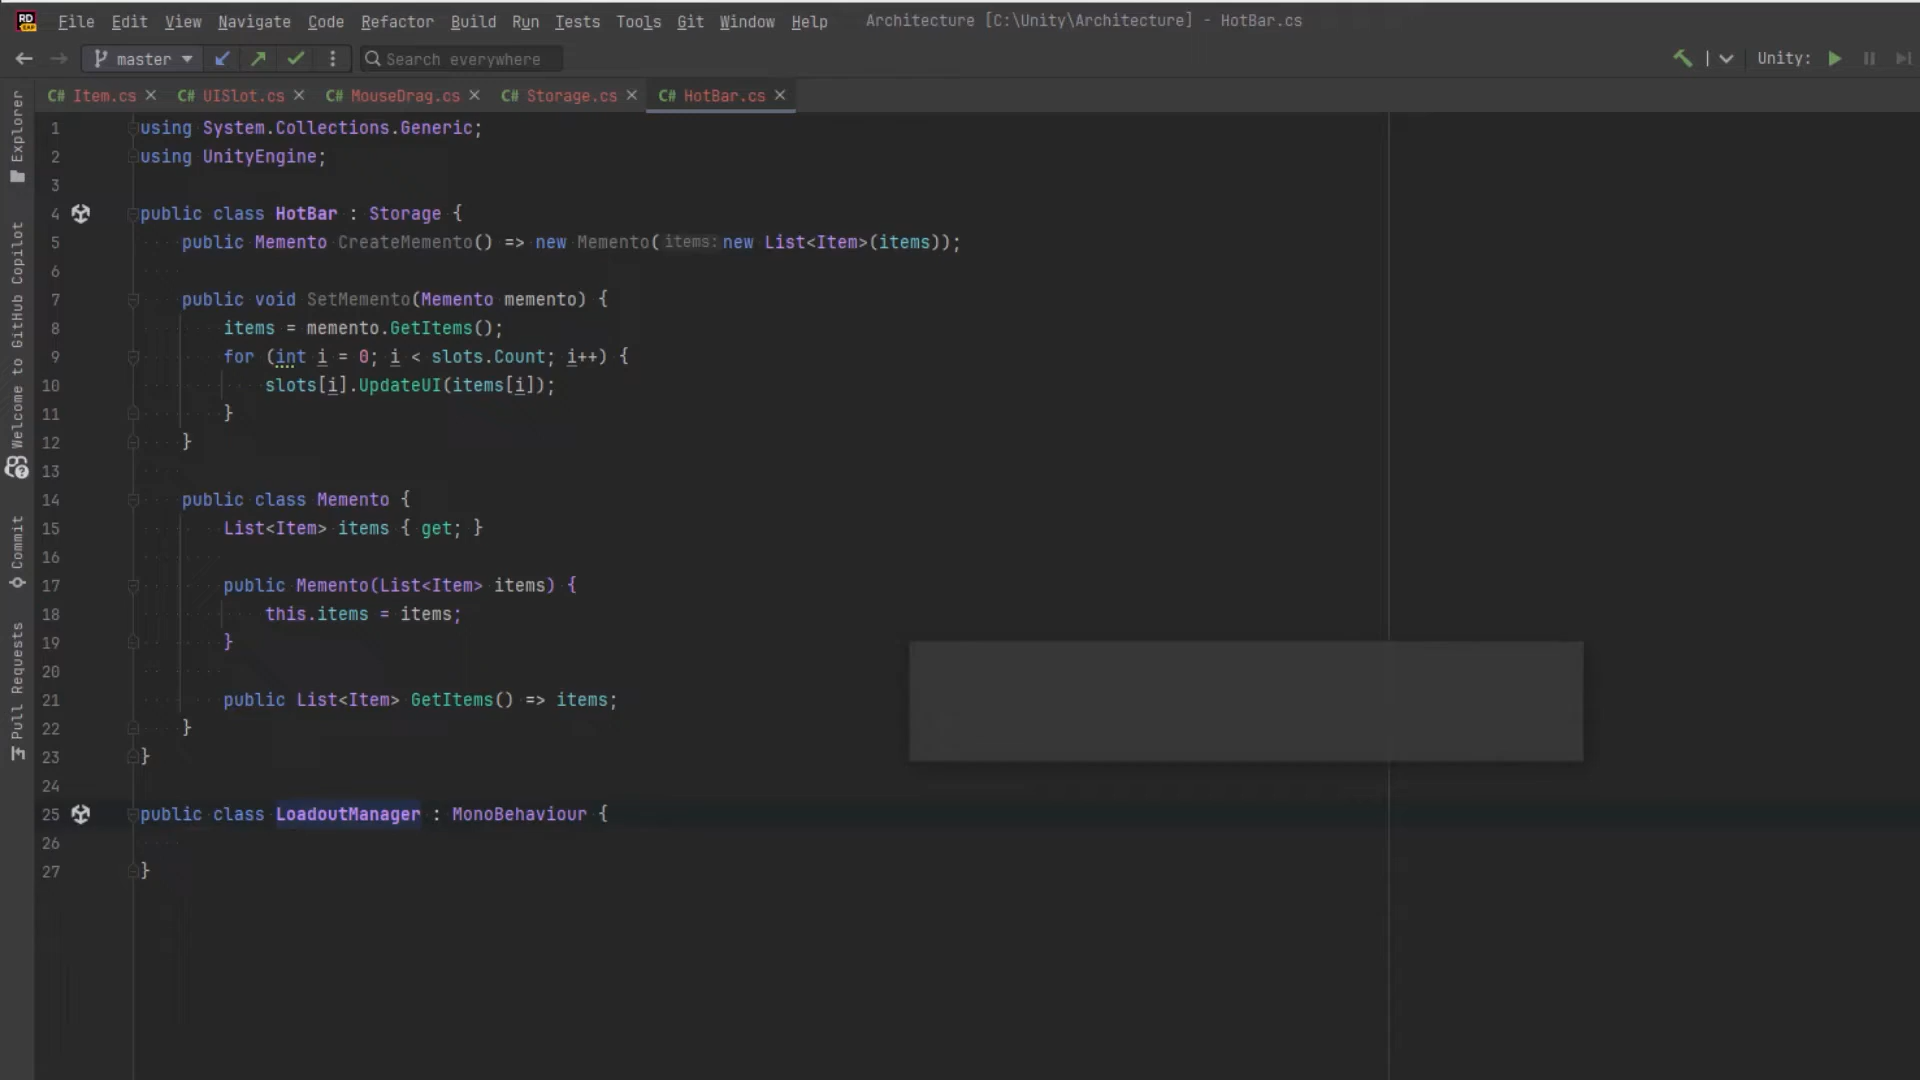 RD
File Edit View Navigate Code Refactor Build Run Tests Tools Git Window Help Architecture [C:\Unity\Architecture] - HotBar.cs
master Search everywhere Unity:
C# Item.cs C# UISlot.cs C# MouseDrag.cs C# Storage.cs C# HotBar.cs
Explorer
Welcome to GitHub Copilot
Commit
Pull Requests
1 using System.Collections.Generic;
2 using UnityEngine;
3
4 public class HotBar : Storage {
5 public Memento CreateMemento() => new Memento(items: new List<Item>(items));
6
7 public void SetMemento(Memento memento) {
8 items = memento.GetItems();
9 for (int i = 0; i < slots.Count; i++) {
10 slots[i].UpdateUI(items[i]);
11 }
12 }
13
14 public class Memento {
15 List<Item> items { get; }
16
17 public Memento(List<Item> items) {
18 this.items = items;
19 }
20
21 public List<Item> GetItems() => items;
22 }
23 }
24
25 public class LoadoutManager : MonoBehaviour {
26
27 }